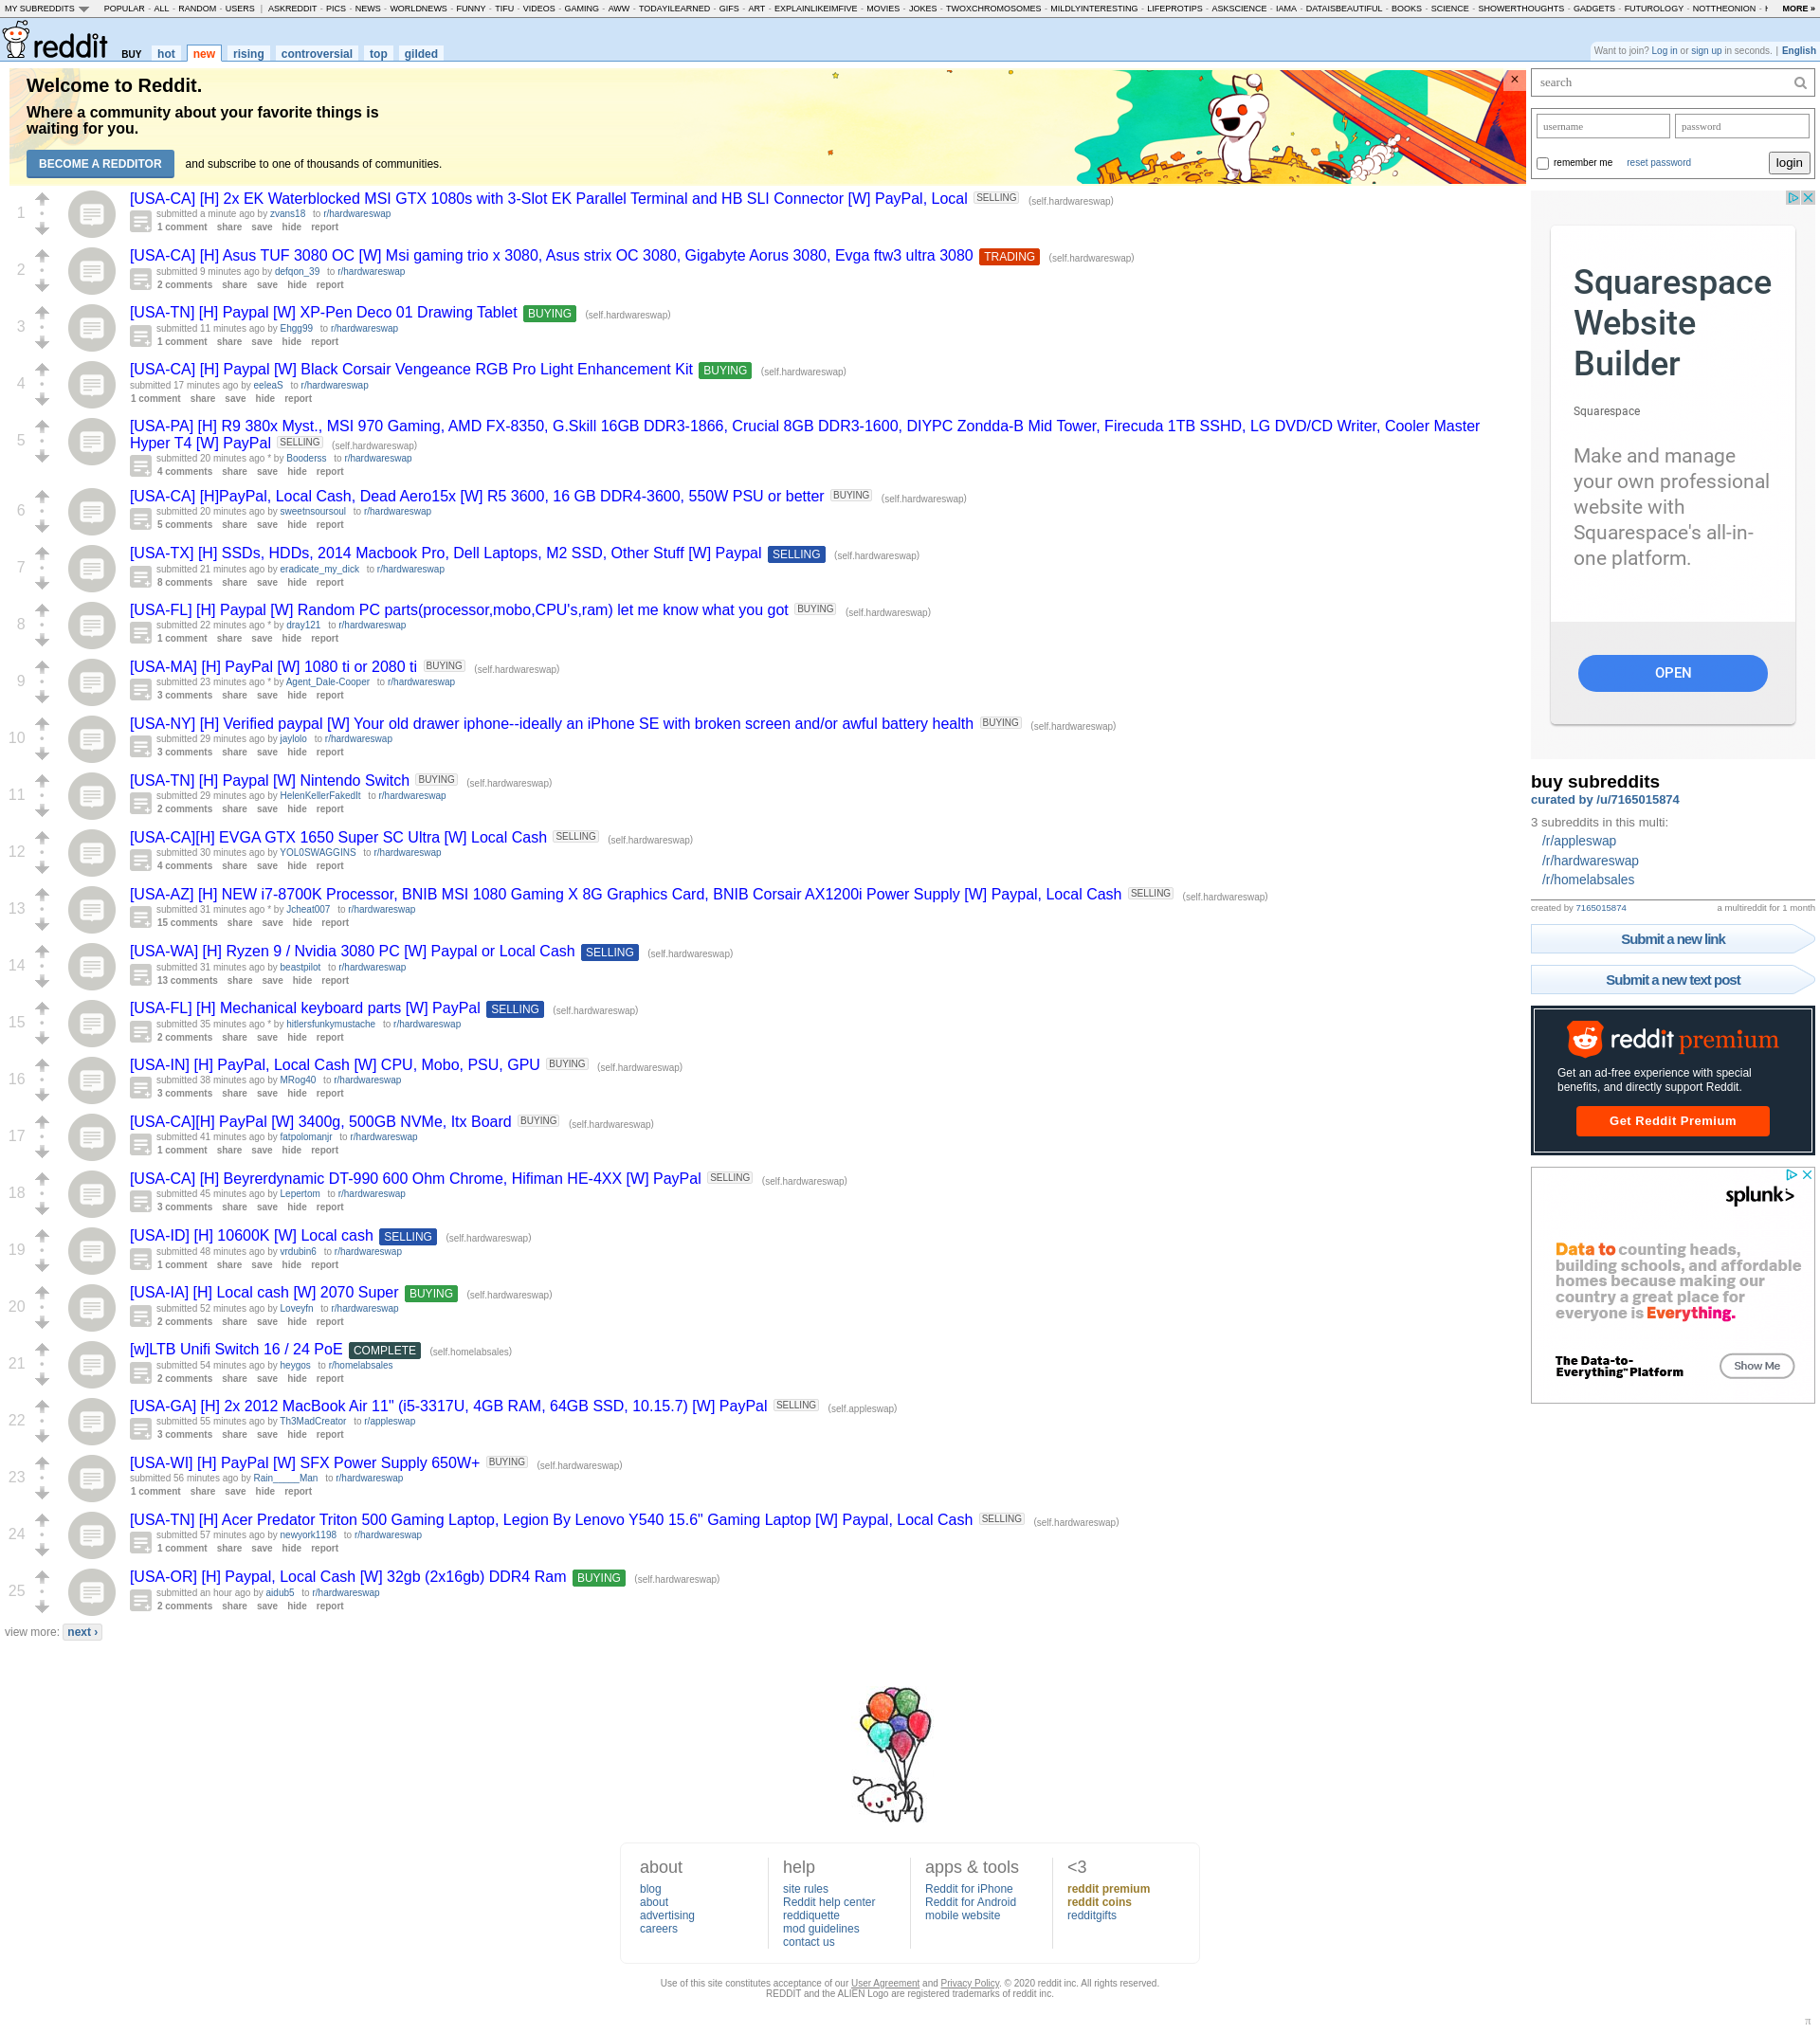 MY SUBREDDITS POPULAR - ALL - RANDOM - USERS | ASKREDDIT - PICS - NEWS - WORLDNEWS - FUNNY - TIFU - VIDEOS - GAMING - AWW - TODAYILEARNED - GIFS - ART - EXPLAINLIKEIMFIVE - MOVIES - JOKES - TWOXCHROMOSOMES - MILDLYINTERESTING - LIFEPROTIPS - ASKSCIENCE - IAMA - DATAISBEAUTIFUL - BOOKS - SCIENCE - SHOWERTHOUGHTS - GADGETS - FUTUROLOGY - NOTTHEONION - MORE »
reddit BUY hot new rising controversial top gilded
Want to join? Log in or sign up in seconds. | English
Welcome to Reddit.
Where a community about your favorite things is
waiting for you.
BECOME A REDDITOR and subscribe to one of thousands of communities.
×
1
[USA-CA] [H] 2x EK Waterblocked MSI GTX 1080s with 3-Slot EK Parallel Terminal and HB SLI Connector [W] PayPal, Local SELLING (self.hardwareswap)
submitted a minute ago by zvans18 to r/hardwareswap
1 comment share save hide report
2
[USA-CA] [H] Asus TUF 3080 OC [W] Msi gaming trio x 3080, Asus strix OC 3080, Gigabyte Aorus 3080, Evga ftw3 ultra 3080 TRADING (self.hardwareswap)
submitted 9 minutes ago by defqon_39 to r/hardwareswap
2 comments share save hide report
3
[USA-TN] [H] Paypal [W] XP-Pen Deco 01 Drawing Tablet BUYING (self.hardwareswap)
submitted 11 minutes ago by Ehgg99 to r/hardwareswap
1 comment share save hide report
4
[USA-CA] [H] Paypal [W] Black Corsair Vengeance RGB Pro Light Enhancement Kit BUYING (self.hardwareswap)
submitted 17 minutes ago by eeleaS to r/hardwareswap
1 comment share save hide report
5
[USA-PA] [H] R9 380x Myst., MSI 970 Gaming, AMD FX-8350, G.Skill 16GB DDR3-1866, Crucial 8GB DDR3-1600, DIYPC Zondda-B Mid Tower, Firecuda 1TB SSHD, LG DVD/CD Writer, Cooler Master
Hyper T4 [W] PayPal SELLING (self.hardwareswap)
submitted 20 minutes ago * by Booderss to r/hardwareswap
4 comments share save hide report
6
[USA-CA] [H]PayPal, Local Cash, Dead Aero15x [W] R5 3600, 16 GB DDR4-3600, 550W PSU or better BUYING (self.hardwareswap)
submitted 20 minutes ago by sweetnsoursoul to r/hardwareswap
5 comments share save hide report
7
[USA-TX] [H] SSDs, HDDs, 2014 Macbook Pro, Dell Laptops, M2 SSD, Other Stuff [W] Paypal SELLING (self.hardwareswap)
submitted 21 minutes ago by eradicate_my_dick to r/hardwareswap
8 comments share save hide report
8
[USA-FL] [H] Paypal [W] Random PC parts(processor,mobo,CPU's,ram) let me know what you got BUYING (self.hardwareswap)
submitted 22 minutes ago * by dray121 to r/hardwareswap
1 comment share save hide report
9
[USA-MA] [H] PayPal [W] 1080 ti or 2080 ti BUYING (self.hardwareswap)
submitted 23 minutes ago * by Agent_Dale-Cooper to r/hardwareswap
3 comments share save hide report
10
[USA-NY] [H] Verified paypal [W] Your old drawer iphone--ideally an iPhone SE with broken screen and/or awful battery health BUYING (self.hardwareswap)
submitted 29 minutes ago by jaylolo to r/hardwareswap
3 comments share save hide report
11
[USA-TN] [H] Paypal [W] Nintendo Switch BUYING (self.hardwareswap)
submitted 29 minutes ago by HelenKellerFakedIt to r/hardwareswap
2 comments share save hide report
12
[USA-CA][H] EVGA GTX 1650 Super SC Ultra [W] Local Cash SELLING (self.hardwareswap)
submitted 30 minutes ago by YOL0SWAGGINS to r/hardwareswap
4 comments share save hide report
13
[USA-AZ] [H] NEW i7-8700K Processor, BNIB MSI 1080 Gaming X 8G Graphics Card, BNIB Corsair AX1200i Power Supply [W] Paypal, Local Cash SELLING (self.hardwareswap)
submitted 31 minutes ago * by Jcheat007 to r/hardwareswap
15 comments share save hide report
14
[USA-WA] [H] Ryzen 9 / Nvidia 3080 PC [W] Paypal or Local Cash SELLING (self.hardwareswap)
submitted 31 minutes ago by beastpilot to r/hardwareswap
13 comments share save hide report
15
[USA-FL] [H] Mechanical keyboard parts [W] PayPal SELLING (self.hardwareswap)
submitted 35 minutes ago * by hitlersfunkymustache to r/hardwareswap
2 comments share save hide report
16
[USA-IN] [H] PayPal, Local Cash [W] CPU, Mobo, PSU, GPU BUYING (self.hardwareswap)
submitted 38 minutes ago by MRog40 to r/hardwareswap
3 comments share save hide report
17
[USA-CA][H] PayPal [W] 3400g, 500GB NVMe, Itx Board BUYING (self.hardwareswap)
submitted 41 minutes ago by fatpolomanjr to r/hardwareswap
1 comment share save hide report
18
[USA-CA] [H] Beyrerdynamic DT-990 600 Ohm Chrome, Hifiman HE-4XX [W] PayPal SELLING (self.hardwareswap)
submitted 45 minutes ago by Lepertom to r/hardwareswap
3 comments share save hide report
19
[USA-ID] [H] 10600K [W] Local cash SELLING (self.hardwareswap)
submitted 48 minutes ago by vrdubin6 to r/hardwareswap
1 comment share save hide report
20
[USA-IA] [H] Local cash [W] 2070 Super BUYING (self.hardwareswap)
submitted 52 minutes ago by Loveyfn to r/hardwareswap
2 comments share save hide report
21
[w]LTB Unifi Switch 16 / 24 PoE COMPLETE (self.homelabsales)
submitted 54 minutes ago by heygos to r/homelabsales
2 comments share save hide report
22
[USA-GA] [H] 2x 2012 MacBook Air 11" (i5-3317U, 4GB RAM, 64GB SSD, 10.15.7) [W] PayPal SELLING (self.appleswap)
submitted 55 minutes ago by Th3MadCreator to r/appleswap
3 comments share save hide report
23
[USA-WI] [H] PayPal [W] SFX Power Supply 650W+ BUYING (self.hardwareswap)
submitted 56 minutes ago by Rain_____Man to r/hardwareswap
1 comment share save hide report
24
[USA-TN] [H] Acer Predator Triton 500 Gaming Laptop, Legion By Lenovo Y540 15.6" Gaming Laptop [W] Paypal, Local Cash SELLING (self.hardwareswap)
submitted 57 minutes ago by newyork1198 to r/hardwareswap
1 comment share save hide report
25
[USA-OR] [H] Paypal, Local Cash [W] 32gb (2x16gb) DDR4 Ram BUYING (self.hardwareswap)
submitted an hour ago by aidub5 to r/hardwareswap
2 comments share save hide report
view more: next ›
search
username password
remember me reset password login
Squarespace
Website
Builder
Squarespace
Make and manage
your own professional
website with
Squarespace's all-in-
one platform.
OPEN
buy subreddits
curated by /u/7165015874
3 subreddits in this multi:
/r/appleswap
/r/hardwareswap
/r/homelabsales
created by 7165015874 a multireddit for 1 month
Submit a new link
Submit a new text post
reddit premium
Get an ad-free experience with special
benefits, and directly support Reddit.
Get Reddit Premium
splunk>
Data to counting heads,
building schools, and affordable
homes because making our
country a great place for
everyone is Everything.
The Data-to-
Everything™ Platform
Show Me
about
blog
about
advertising
careers
help
site rules
Reddit help center
reddiquette
mod guidelines
contact us
apps & tools
Reddit for iPhone
Reddit for Android
mobile website
<3
reddit premium
reddit coins
redditgifts
Use of this site constitutes acceptance of our User Agreement and Privacy Policy. © 2020 reddit inc. All rights reserved.
REDDIT and the ALIEN Logo are registered trademarks of reddit inc.
π